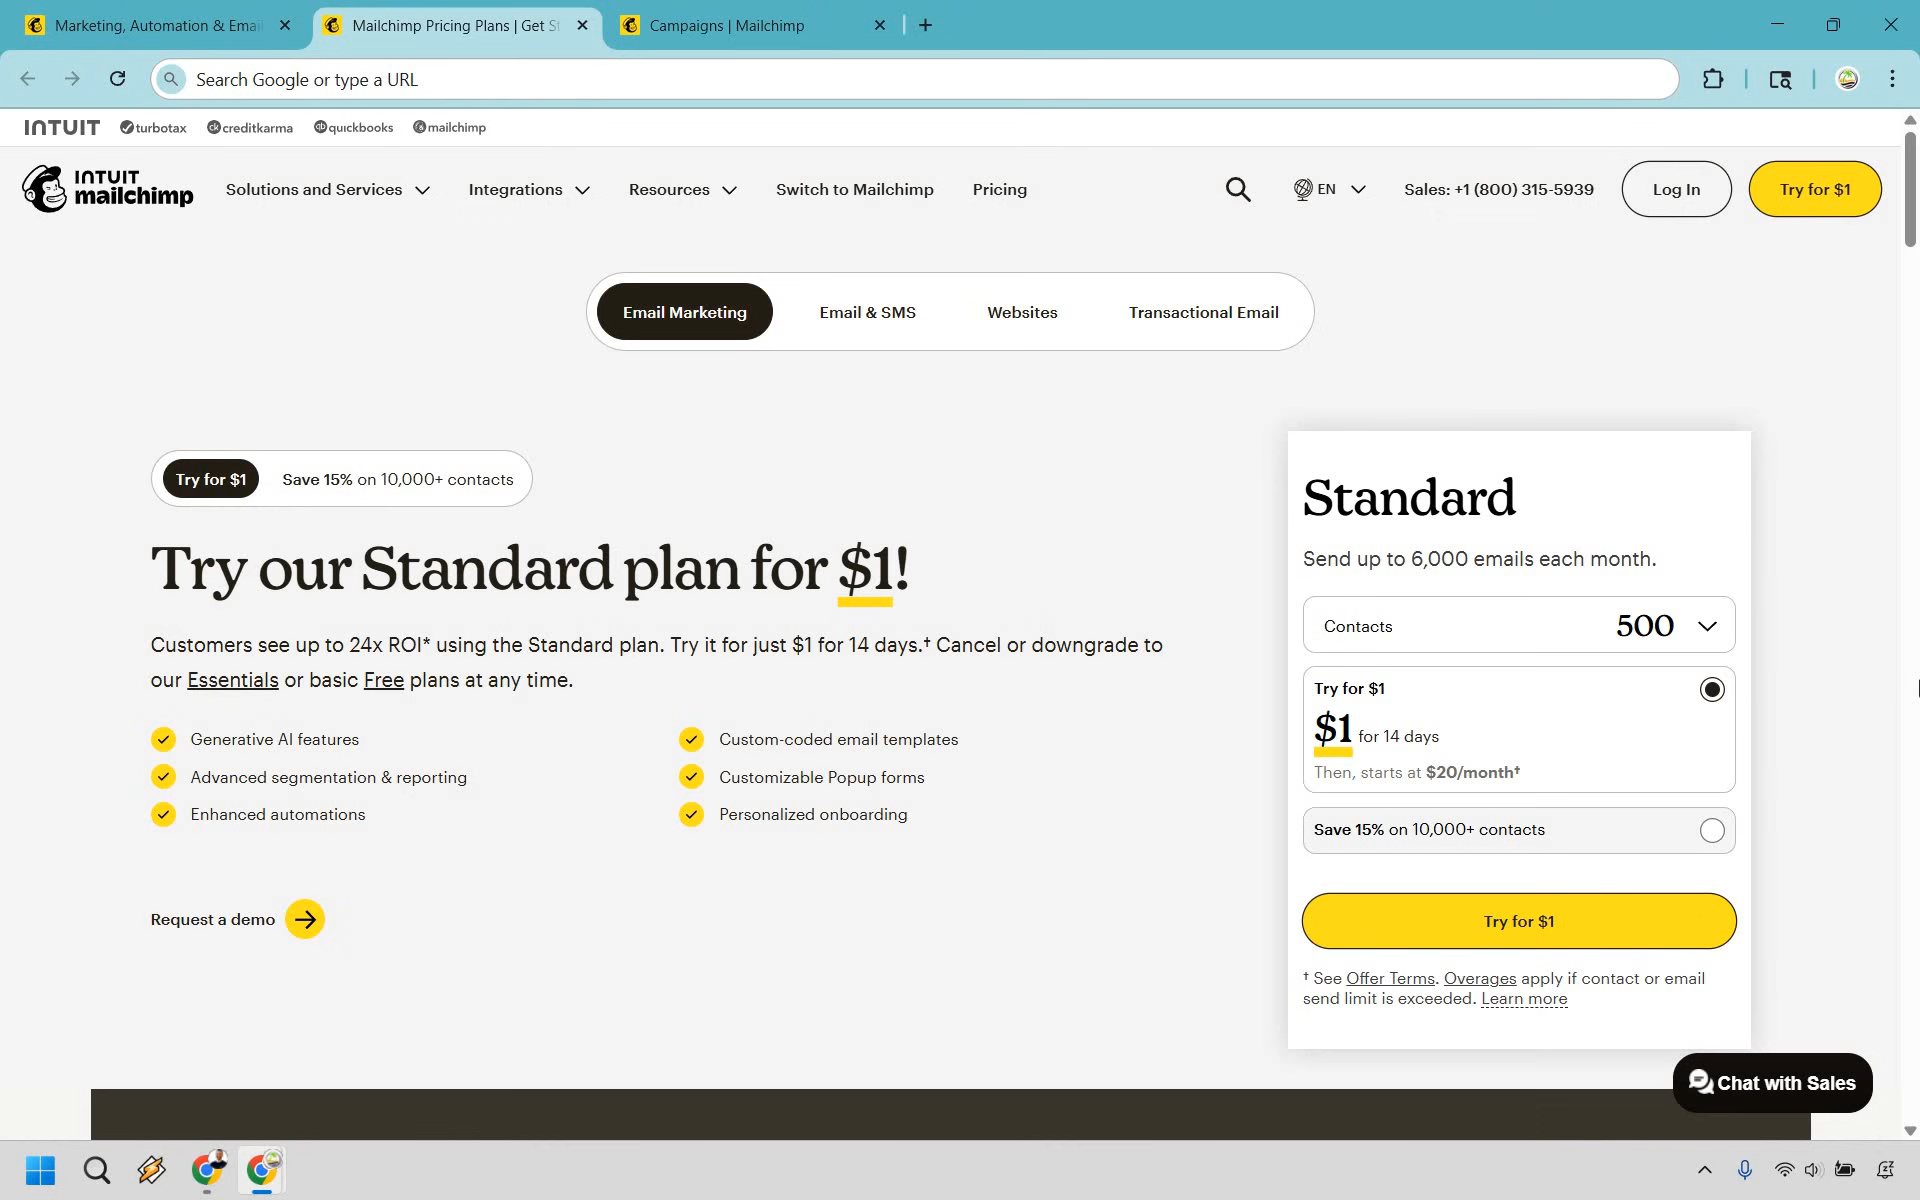 Marketing, Automation & Emai
Mailchimp Pricing Plans | Get St
Campaigns | Mailchimp
Search Google or type a URL
INTUIT turbotax creditkarma quickbooks mailchimp
INTUIT
mailchimp
Solutions and Services Integrations Resources Switch to Mailchimp Pricing EN Sales: +1 (800) 315-5939 Log In Try for $1
Email Marketing Email & SMS Websites Transactional Email
Try for $1 Save 15% on 10,000+ contacts
Try our Standard plan for $1!
Customers see up to 24x ROI* using the Standard plan. Try it for just $1 for 14 days.† Cancel or downgrade to
our Essentials or basic Free plans at any time.
Generative AI features
Advanced segmentation & reporting
Enhanced automations
Custom-coded email templates
Customizable Popup forms
Personalized onboarding
Request a demo
Standard
Send up to 6,000 emails each month.
Contacts 500
Try for $1
$1 for 14 days
Then, starts at $20/month†
Save 15% on 10,000+ contacts
Try for $1
† See Offer Terms. Overages apply if contact or email
send limit is exceeded. Learn more
Chat with Sales